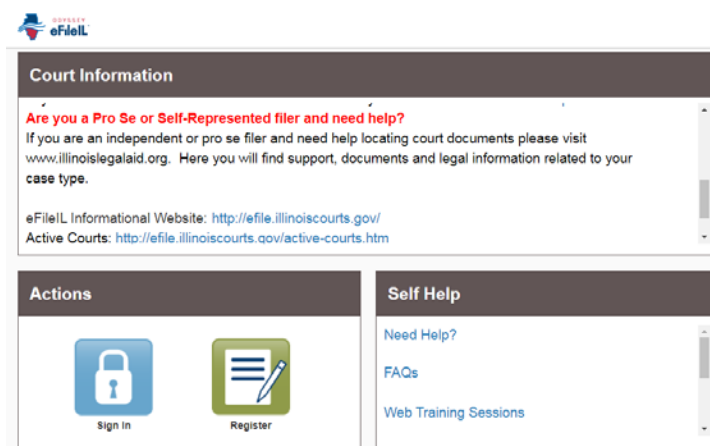 ODYSSEY
eFileIL
Court Information
Are you a Pro Se or Self-Represented filer and need help?
If you are an independent or pro se filer and need help locating court documents please visit
www.illinoislegalaid.org. Here you will find support, documents and legal information related to your
case type.
eFileIL Informational Website: http://efile.illinoiscourts.gov/
Active Courts: http://efile.illinoiscourts.gov/active-courts.htm
Actions
Sign In
Register
Self Help
Need Help?
FAQs
Web Training Sessions